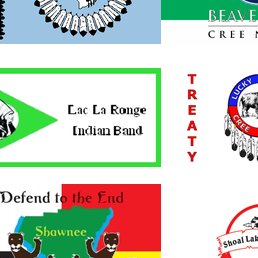 BEAVE
CREE N
Lac La Ronge
Indian Band
TREATY
LUCKY
CREE
Defend to the End
Shawnee
Shoal Lak